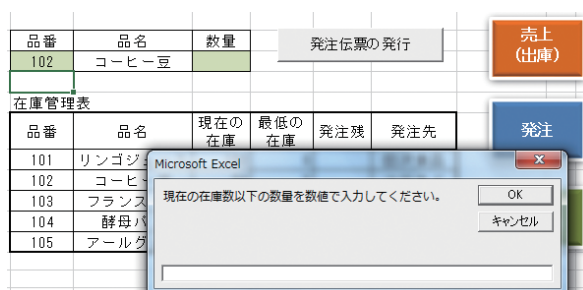 品番 品名 数量
102 コーヒー豆
発注伝票の発行
売上
(出庫)
在庫管理表
品番 品名 現在の在庫 最低の在庫 発注残 発注先
発注
101 リンゴジ
102 コーヒー
103 フランス
104 酵母パ
105 アールグ
Microsoft Excel
現在の在庫数以下の数量を数値で入力してください。
OK
キャンセル